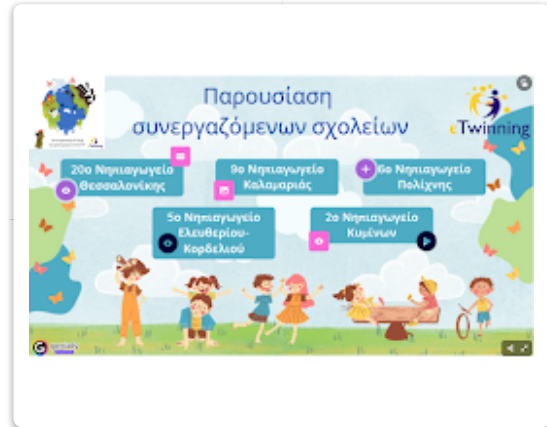 Παρουσίαση
συνεργαζόμενων σχολείων
eTwinning
20ο Νηπιαγωγείο
Θεσσαλονίκης
9ο Νηπιαγωγείο
Καλαμαριάς
6ο Νηπιαγωγείο
Πολίχνης
5ο Νηπιαγωγείο
Ελευθερίου-
Κορδελιού
2ο Νηπιαγωγείο
Κυμίνων
genially